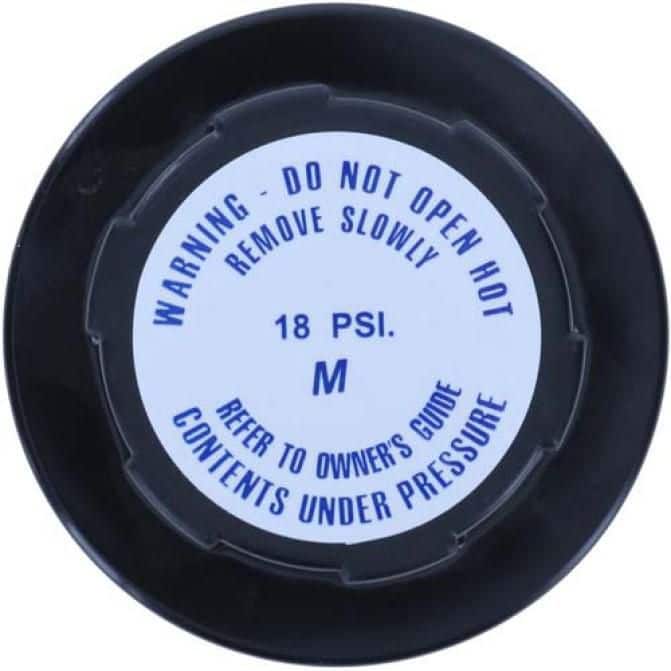 WARNING - DO NOT OPEN HOT
REMOVE SLOWLY
18 PSI.
M
REFER TO OWNER'S GUIDE
CONTENTS UNDER PRESSURE